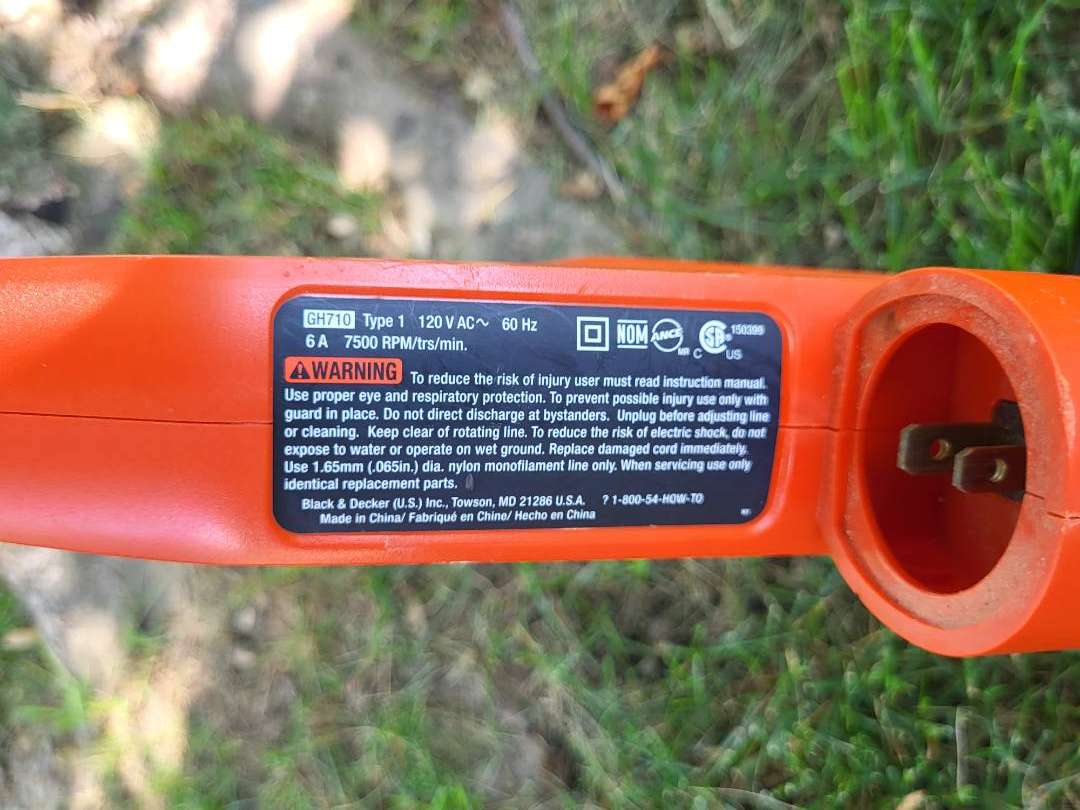 GH710 Type 1 120 V AC~ 60 Hz
6 A 7500 RPM/trs/min.
NOM ANCE MR C SA ® 150399 US
⚠WARNING To reduce the risk of injury user must read instruction manual.
Use proper eye and respiratory protection. To prevent possible injury use only with
guard in place. Do not direct discharge at bystanders. Unplug before adjusting line
or cleaning. Keep clear of rotating line. To reduce the risk of electric shock, do not
expose to water or operate on wet ground. Replace damaged cord immediately.
Use 1.65mm (.065in.) dia. nylon monofilament line only. When servicing use only
identical replacement parts.
Black & Decker (U.S.) Inc., Towson, MD 21286 U.S.A. ? 1-800-54-HOW-TO
Made in China/ Fabriqué en Chine/ Hecho en China